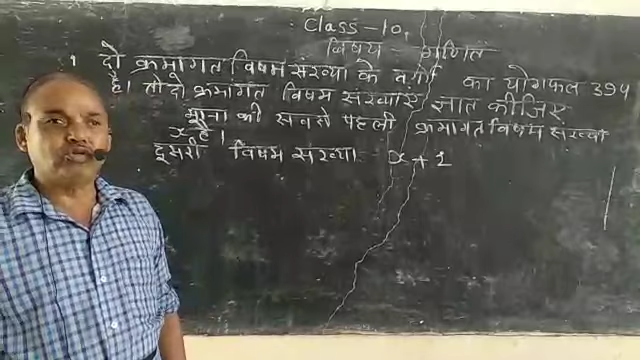 Class - 10,
विषय - गणित
1 दो क्रमागत विषम संख्या के वर्गों का योगफल 394
है। तो दो क्रमागत विषम संख्याएँ ज्ञात कीजिए
माना की सबसे पहली क्रमागत विषम संख्या
x है।
दूसरी विषम संख्या x + 2